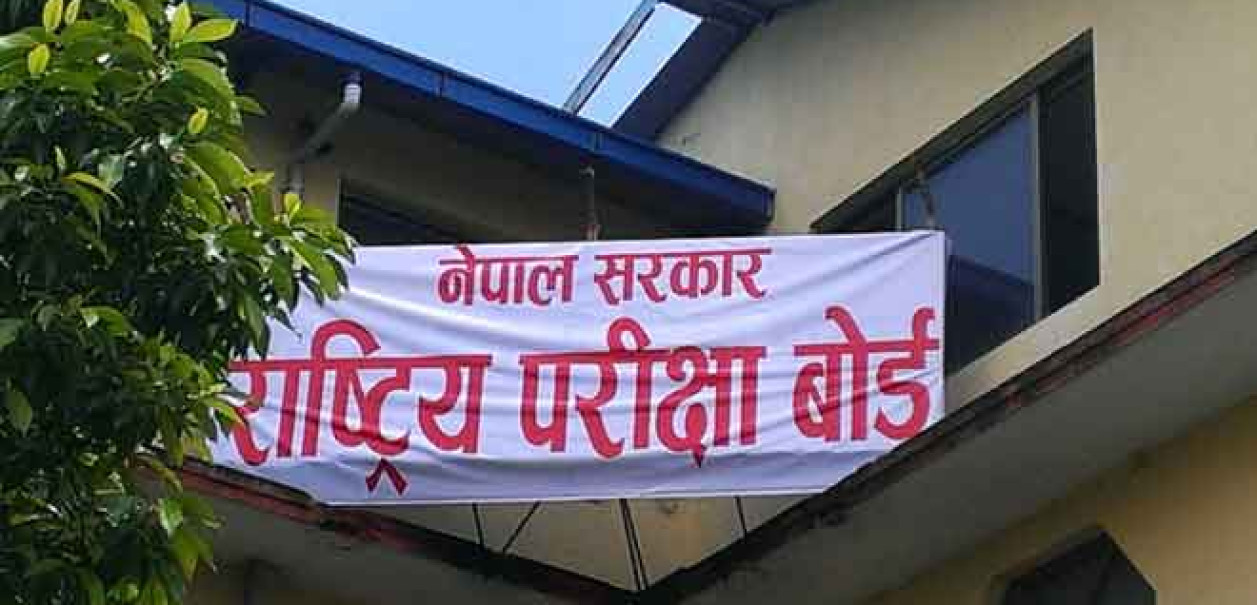 नेपाल सरकार
राष्ट्रिय परीक्षा बोर्ड